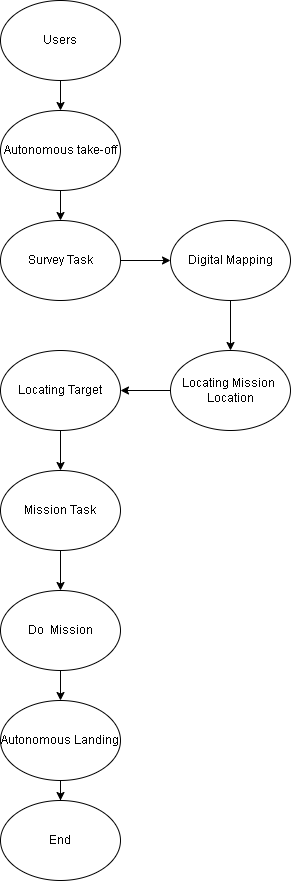 Users
Autonomous take-off
Survey Task
Digital Mapping
Locating Mission
Location
Locating Target
Mission Task
Do  Mission
Autonomous Landing
End